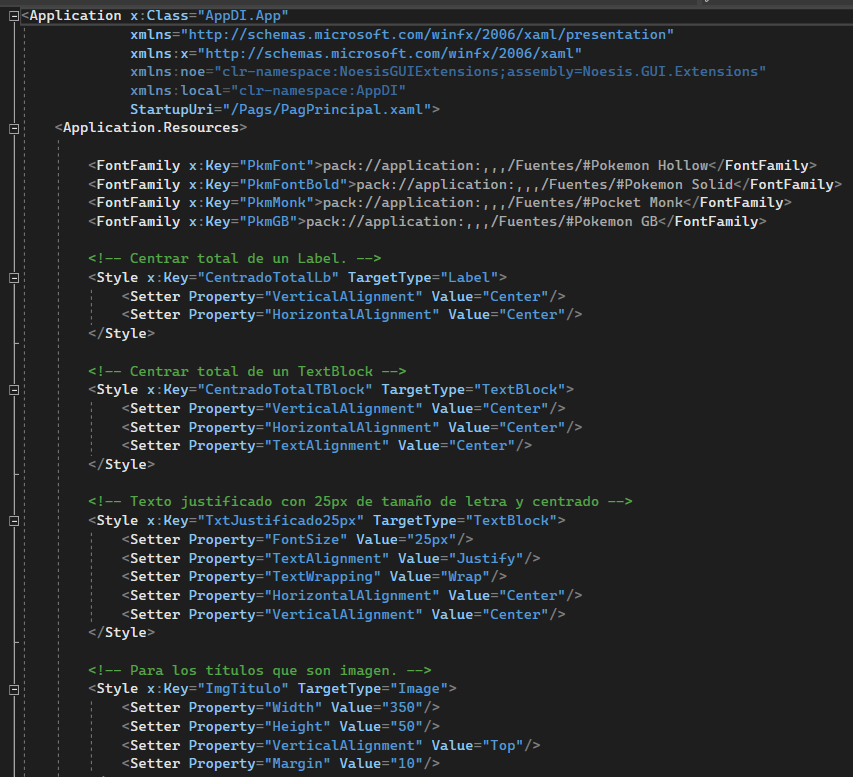 <Application x:Class="AppDI.App"
xmlns="http://schemas.microsoft.com/winfx/2006/xaml/presentation"
xmlns:x="http://schemas.microsoft.com/winfx/2006/xaml"
xmlns:noe="clr-namespace:NoesisGUIExtensions;assembly=Noesis.GUI.Extensions"
xmlns:local="clr-namespace:AppDI"
StartupUri="/Pags/PagPrincipal.xaml">
<Application.Resources>
<FontFamily x:Key="PkmFont">pack://application:,,,/Fuentes/#Pokemon Hollow</FontFamily>
<FontFamily x:Key="PkmFontBold">pack://application:,,,/Fuentes/#Pokemon Solid</FontFamily>
<FontFamily x:Key="PkmMonk">pack://application:,,,/Fuentes/#Pocket Monk</FontFamily>
<FontFamily x:Key="PkmGB">pack://application:,,,/Fuentes/#Pokemon GB</FontFamily>
<!-- Centrar total de un Label. -->
<Style x:Key="CentradoTotalLb" TargetType="Label">
<Setter Property="VerticalAlignment" Value="Center"/>
<Setter Property="HorizontalAlignment" Value="Center"/>
</Style>
<!-- Centrar total de un TextBlock -->
<Style x:Key="CentradoTotalTBlock" TargetType="TextBlock">
<Setter Property="VerticalAlignment" Value="Center"/>
<Setter Property="HorizontalAlignment" Value="Center"/>
<Setter Property="TextAlignment" Value="Center"/>
</Style>
<!-- Texto justificado con 25px de tamaño de letra y centrado -->
<Style x:Key="TxtJustificado25px" TargetType="TextBlock">
<Setter Property="FontSize" Value="25px"/>
<Setter Property="TextAlignment" Value="Justify"/>
<Setter Property="TextWrapping" Value="Wrap"/>
<Setter Property="HorizontalAlignment" Value="Center"/>
<Setter Property="VerticalAlignment" Value="Center"/>
</Style>
<!-- Para los títulos que son imagen. -->
<Style x:Key="ImgTitulo" TargetType="Image">
<Setter Property="Width" Value="350"/>
<Setter Property="Height" Value="50"/>
<Setter Property="VerticalAlignment" Value="Top"/>
<Setter Property="Margin" Value="10"/>